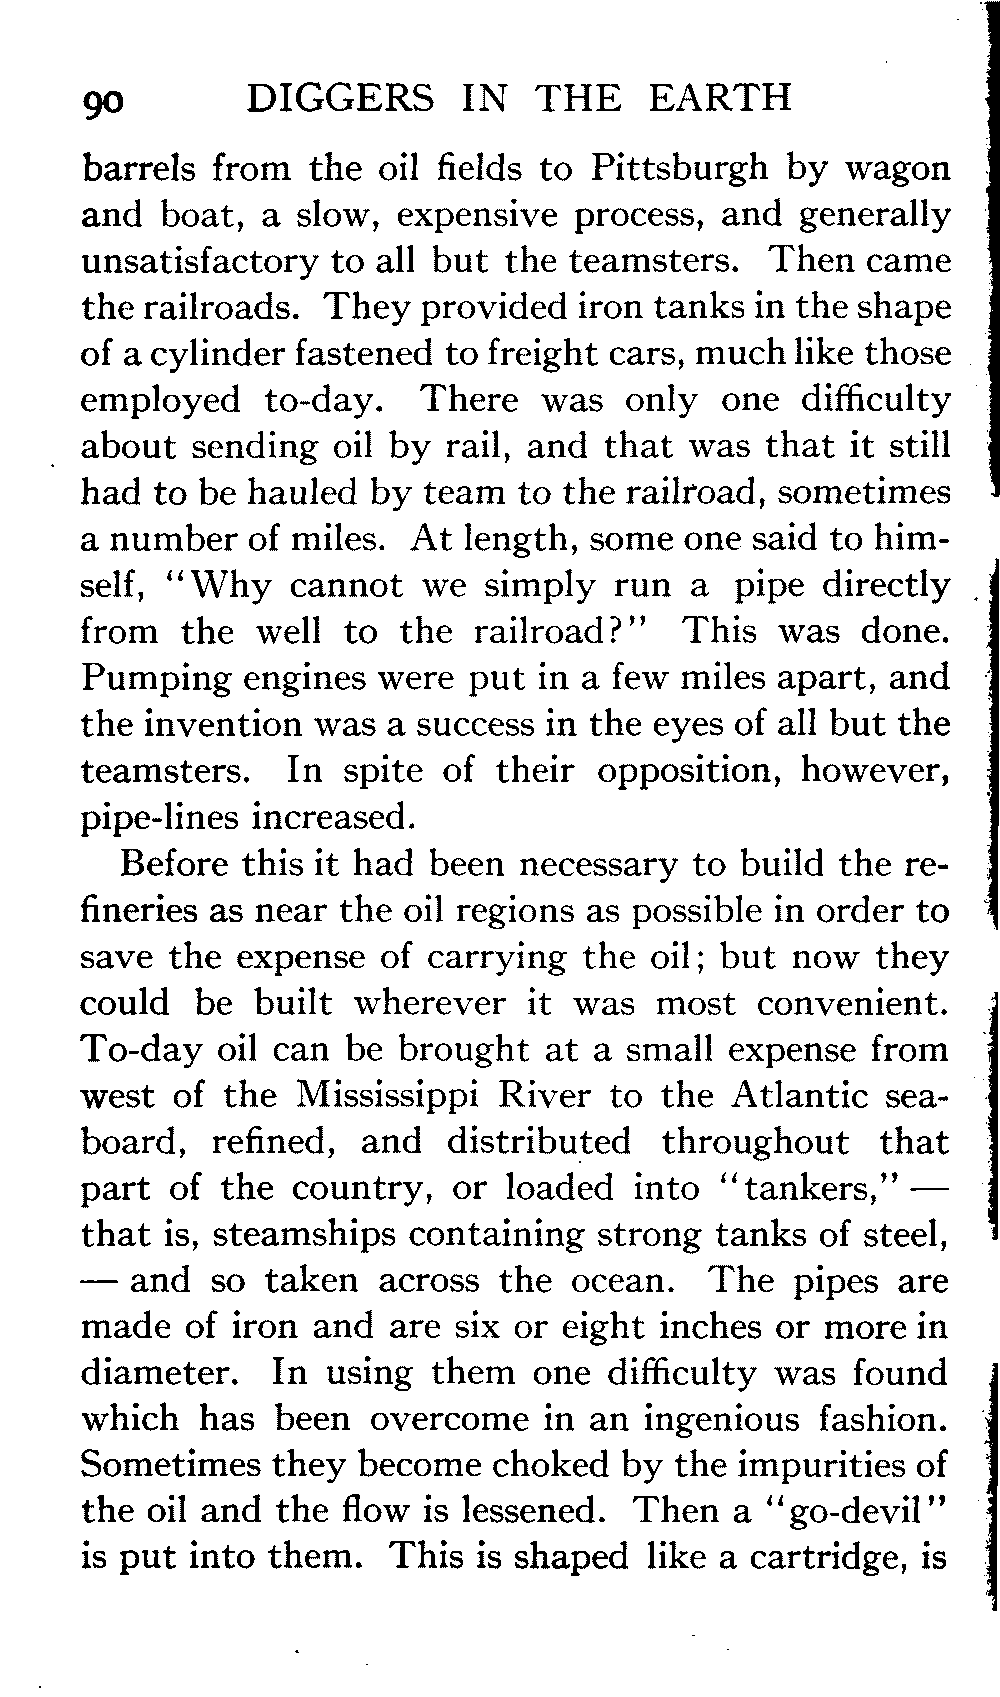 90 DIGGERS IN THE EARTH
barrels from the oil fields to Pittsburgh by wagon
and boat, a slow, expensive process, and generally
unsatisfactory to all but the teamsters. Then came
the railroads. They provided iron tanks in the shape
of a cylinder fastened to freight cars, much like those
employed to-day. There was only one difficulty
about sending oil by rail, and that was that it still
had to be hauled by team to the railroad, sometimes
a number of miles. At length, some one said to him-
self, "Why cannot we simply run a pipe directly
from the well to the railroad?" This was done.
Pumping engines were put in a few miles apart, and
the invention was a success in the eyes of all but the
teamsters. In spite of their opposition, however,
pipe-lines increased.
Before this it had been necessary to build the re-
fineries as near the oil regions as possible in order to
save the expense of carrying the oil; but now they
could be built wherever it was most convenient.
To-day oil can be brought at a small expense from
west of the Mississippi River to the Atlantic sea-
board, refined, and distributed throughout that
part of the country, or loaded into "tankers," —
that is, steamships containing strong tanks of steel,
— and so taken across the ocean. The pipes are
made of iron and are six or eight inches or more in
diameter. In using them one difficulty was found
which has been overcome in an ingenious fashion.
Sometimes they become choked by the impurities of
the oil and the flow is lessened. Then a "go-devil"
is put into them. This is shaped like a cartridge, is